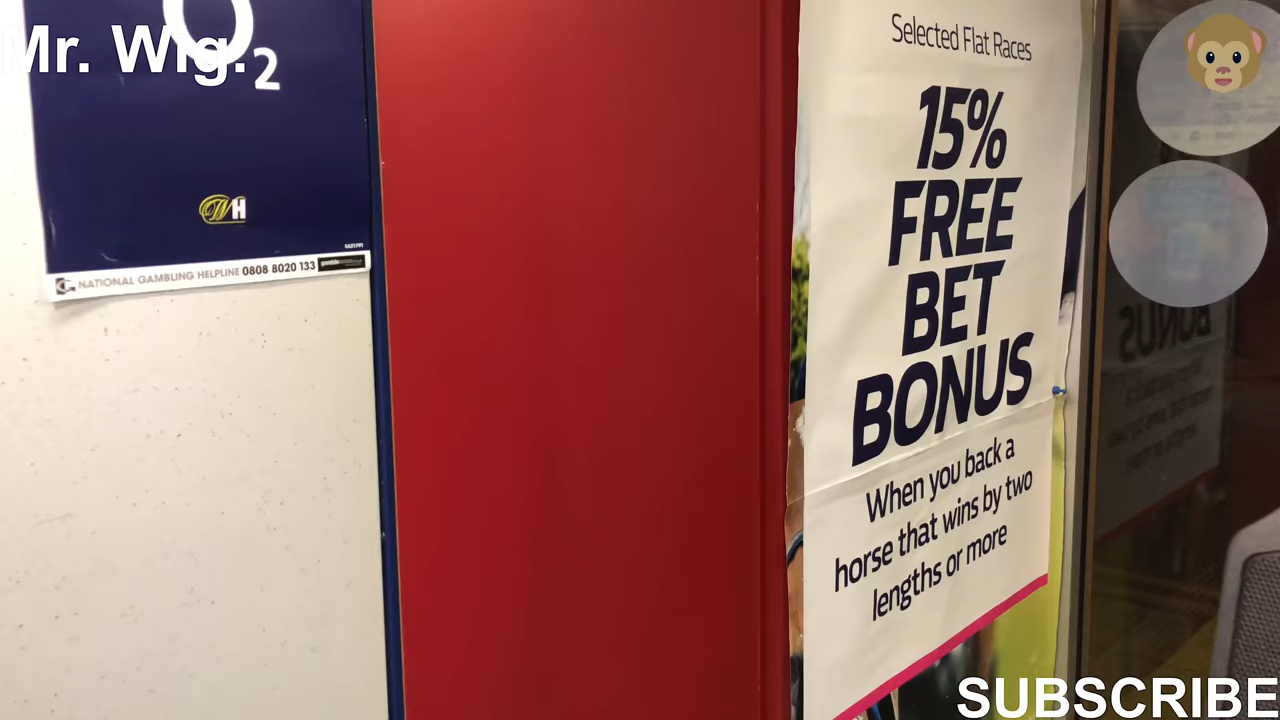 Mr. Wig.
O2
WH
NATIONAL GAMBLING HELPLINE 0808 8020 133
Selected Flat Races
15%
FREE
BET
BONUS
When you back a
horse that wins by two
lengths or more
BONUS
SUBSCRIBE